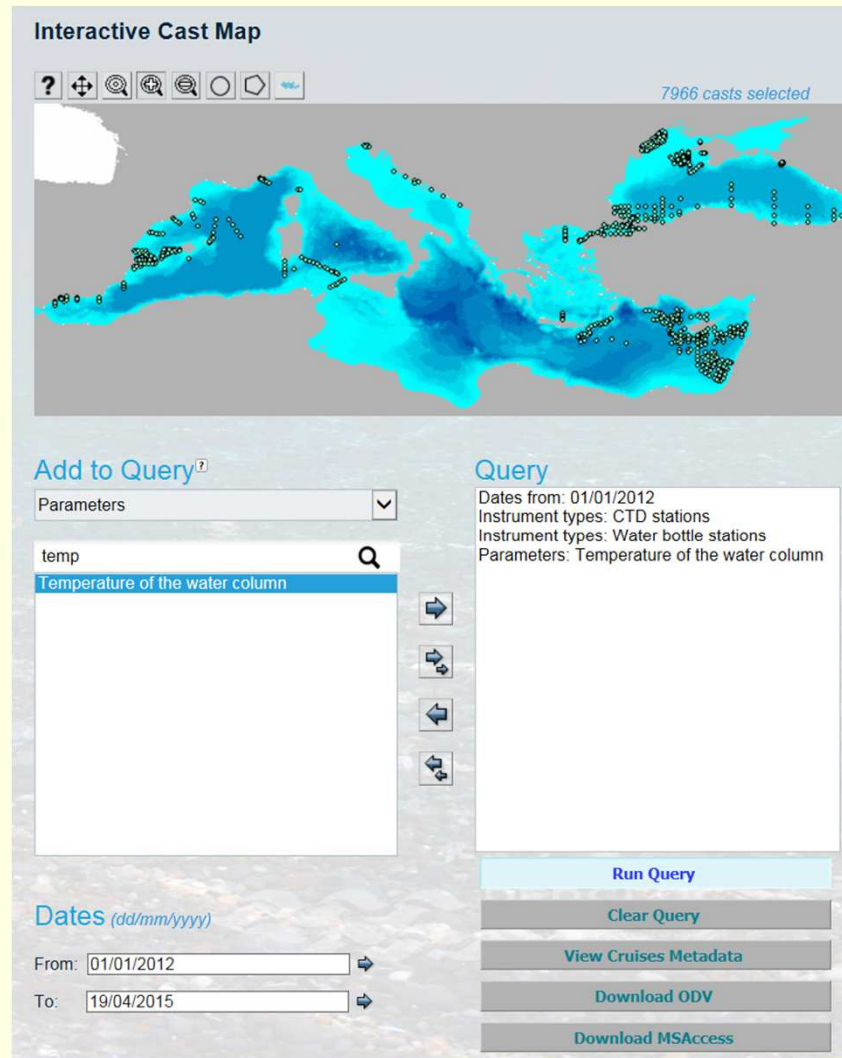 Interactive Cast Map
?
7966 casts selected
Add to Query ?
Parameters
temp
Temperature of the water column
Query
Dates from: 01/01/2012
Instrument types: CTD stations
Instrument types: Water bottle stations
Parameters: Temperature of the water column
Dates (dd/mm/yyyy)
From: 01/01/2012
To: 19/04/2015
Run Query
Clear Query
View Cruises Metadata
Download ODV
Download MSAccess